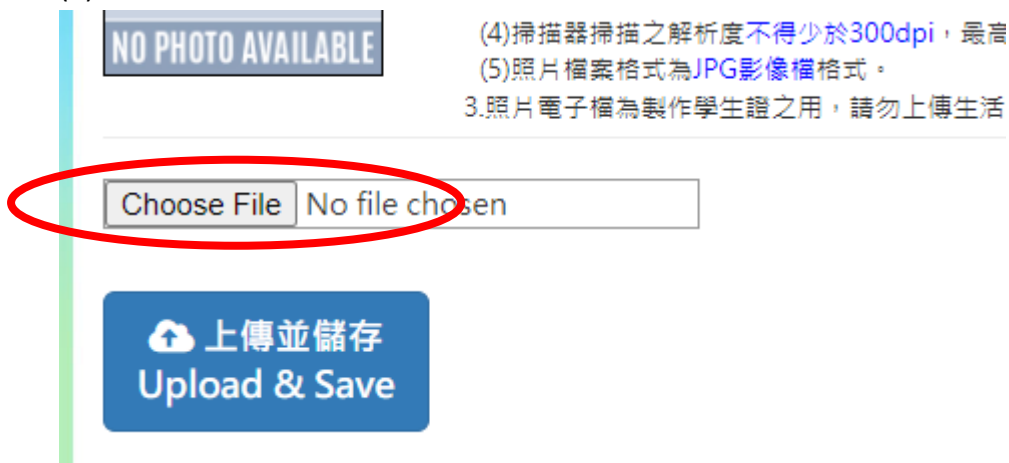 NO PHOTO AVAILABLE
(4)掃描器掃描之解析度不得少於300dpi，最高
(5)照片檔案格式為JPG影像檔格式。
3.照片電子檔為製作學生證之用，請勿上傳生活
Choose File No file chosen
上傳並儲存
Upload & Save